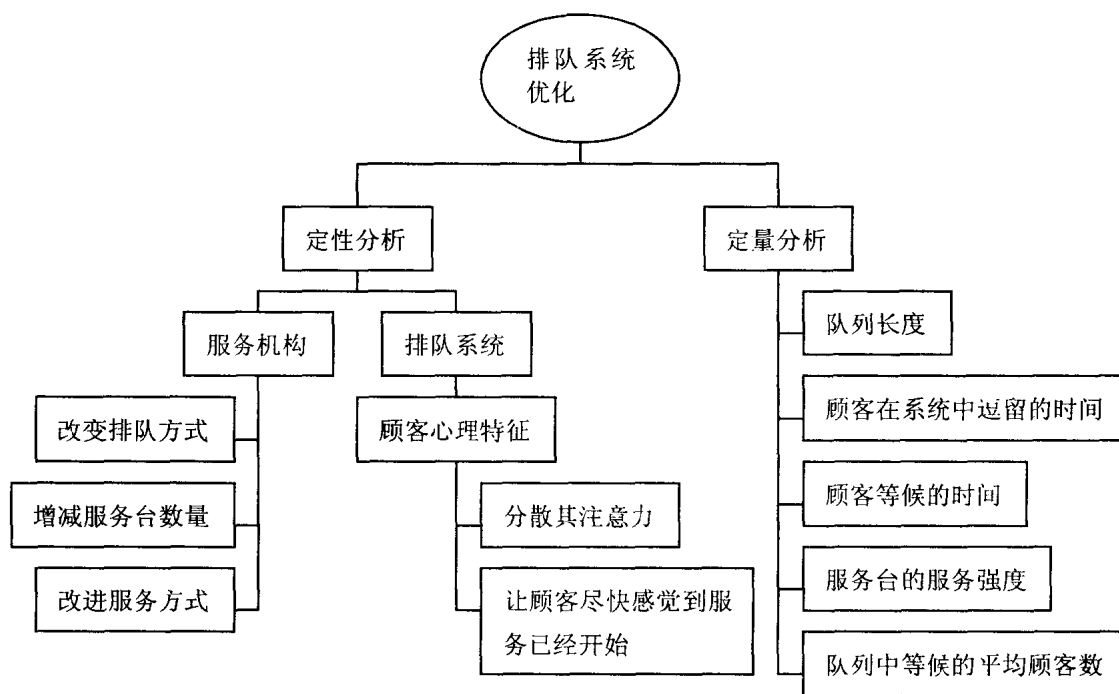 排队系统
优化
定性分析
定量分析
服务机构
排队系统
队列长度
改变排队方式
顾客心理特征
顾客在系统中逗留的时间
增减服务台数量
分散其注意力
顾客等候的时间
改进服务方式
让顾客尽快感觉到服
务已经开始
服务台的服务强度
队列中等候的平均顾客数